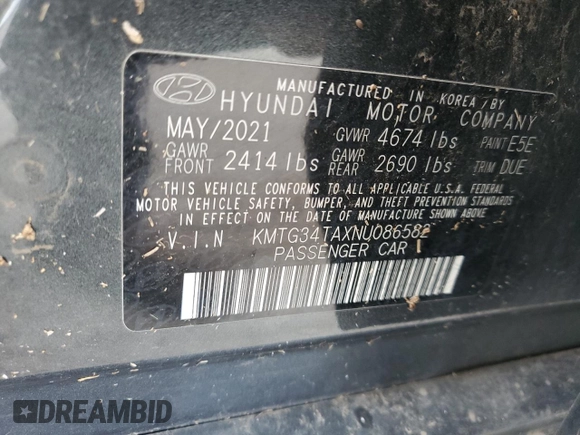 MANUFACTURED IN KOREA/BY
HYUNDAI MOTOR COMPANY
MAY/2021 GVWR 4674 lbs PAINT E5E
GAWR FRONT 2414 lbs GAWR REAR 2690 lbs TRIM DUE
THIS VEHICLE CONFORMS TO ALL APPLICABLE U.S.A. FEDERAL
MOTOR VEHICLE SAFETY, BUMPER, AND THEFT PREVENTION STANDARDS
IN EFFECT ON THE DATE OF MANUFACTURE SHOWN ABOVE
V.I.N KMTG34TAXNU086582
PASSENGER CAR
DREAMBID